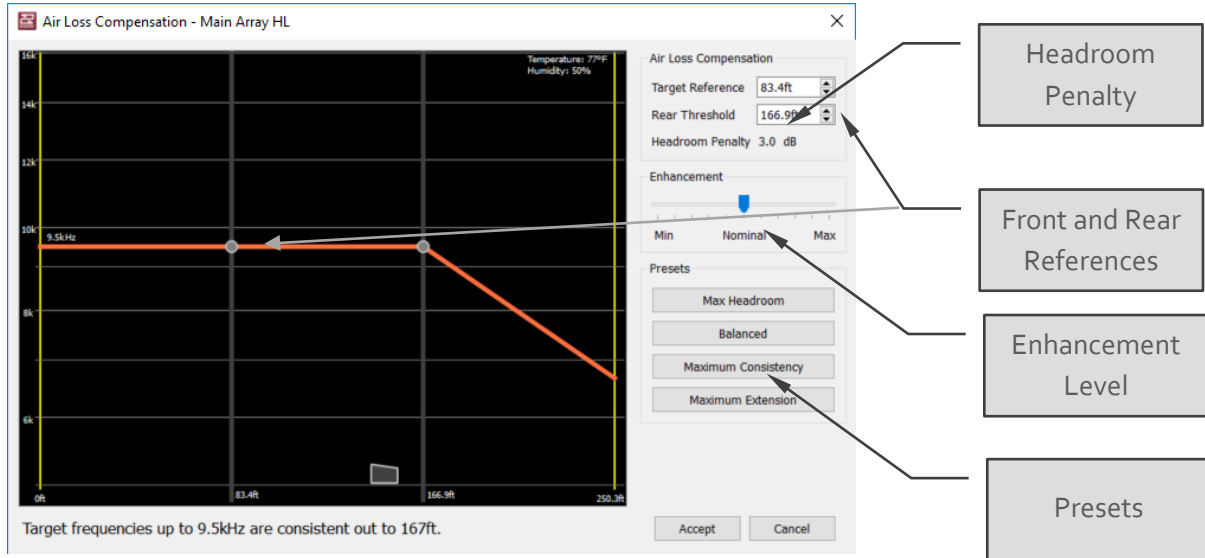 Air Loss Compensation - Main Array HL
16k
14k
12k
10k
8k
6k
Temperature: 77°F
Humidity: 50%
9.5kHz
0ft
83.4ft
166.9ft
250.3ft
Target frequencies up to 9.5kHz are consistent out to 167ft.
Air Loss Compensation
Target Reference 83.4ft
Rear Threshold 166.9ft
Headroom Penalty 3.0 dB
Enhancement
Min Nominal Max
Presets
Max Headroom
Balanced
Maximum Consistency
Maximum Extension
Accept Cancel
Headroom
Penalty
Front and Rear
References
Enhancement
Level
Presets